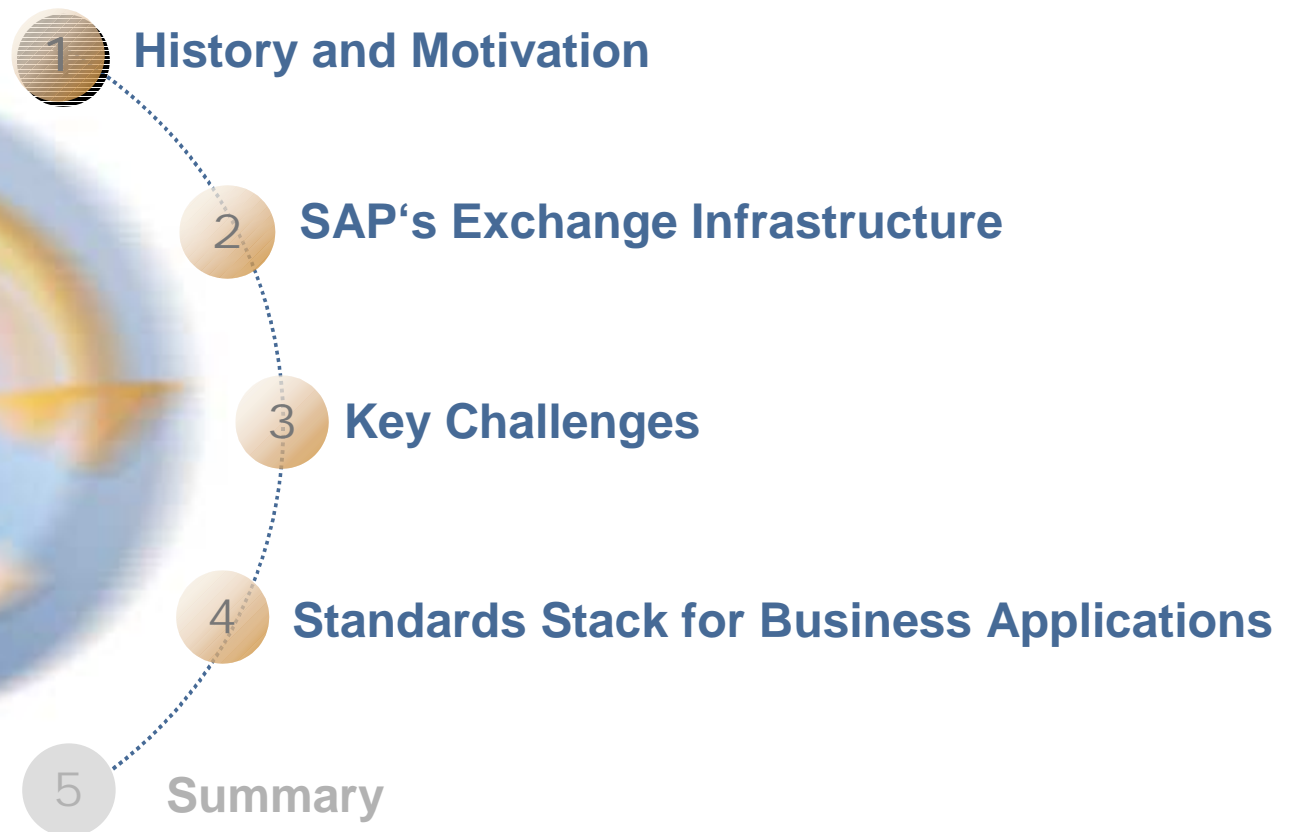 1 History and Motivation
2 SAP‘s Exchange Infrastructure
3 Key Challenges
4 Standards Stack for Business Applications
5 Summary